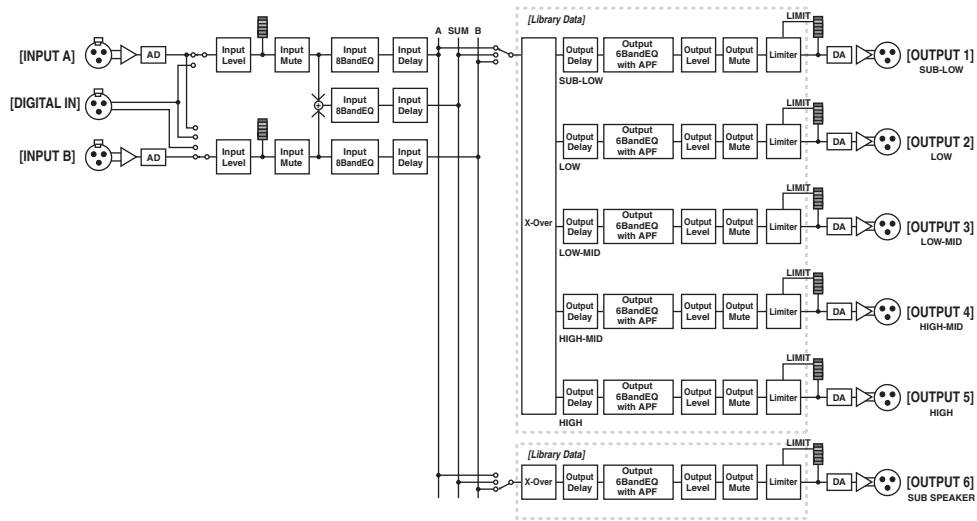 [Library Data]
LIMIT
A SUM B
[INPUT A]
AD
Input
Level
Input
Mute
Input
8BandEQ
Input
Delay
Output
Delay
Output
6BandEQ
with APF
Output
Level
Output
Mute
Limiter
DA
[OUTPUT 1]
SUB-LOW
SUB-LOW
[DIGITAL IN]
Input
8BandEQ
Input
Delay
LIMIT
[INPUT B]
AD
Input
Level
Input
Mute
Input
8BandEQ
Input
Delay
Output
Delay
Output
6BandEQ
with APF
Output
Level
Output
Mute
Limiter
DA
[OUTPUT 2]
LOW
LOW
LIMIT
X-Over
Output
Delay
Output
6BandEQ
with APF
Output
Level
Output
Mute
Limiter
DA
[OUTPUT 3]
LOW-MID
LOW-MID
LIMIT
Output
Delay
Output
6BandEQ
with APF
Output
Level
Output
Mute
Limiter
DA
[OUTPUT 4]
HIGH-MID
HIGH-MID
LIMIT
Output
Delay
Output
6BandEQ
with APF
Output
Level
Output
Mute
Limiter
DA
[OUTPUT 5]
HIGH
HIGH
[Library Data]
LIMIT
X-Over
Output
Delay
Output
6BandEQ
with APF
Output
Level
Output
Mute
Limiter
DA
[OUTPUT 6]
SUB SPEAKER